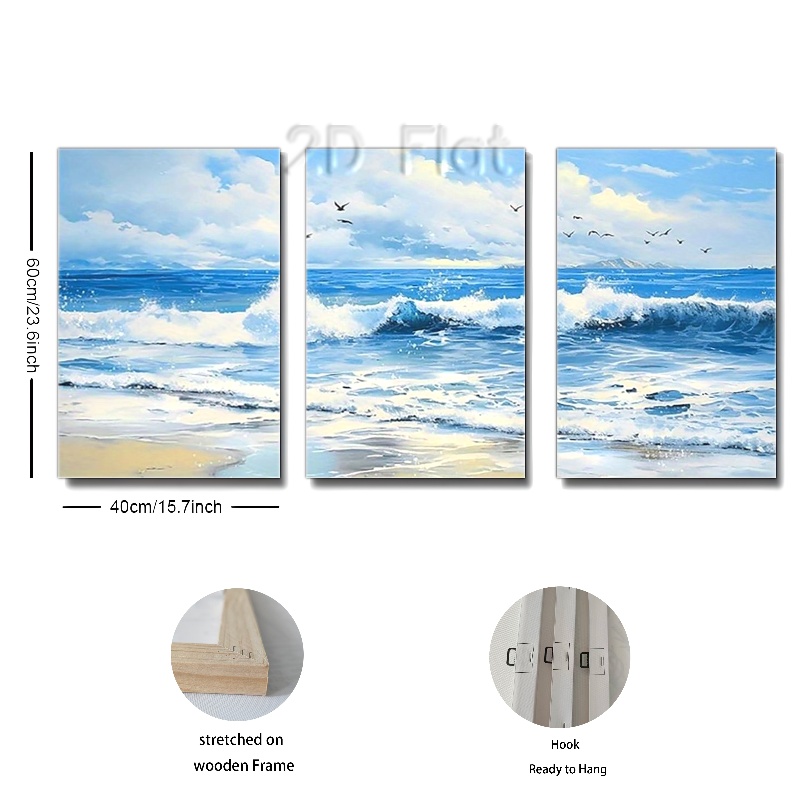 2D Flat
60cm/23.6inch
40cm/15.7inch
stretched on
wooden Frame
Hook
Ready to Hang